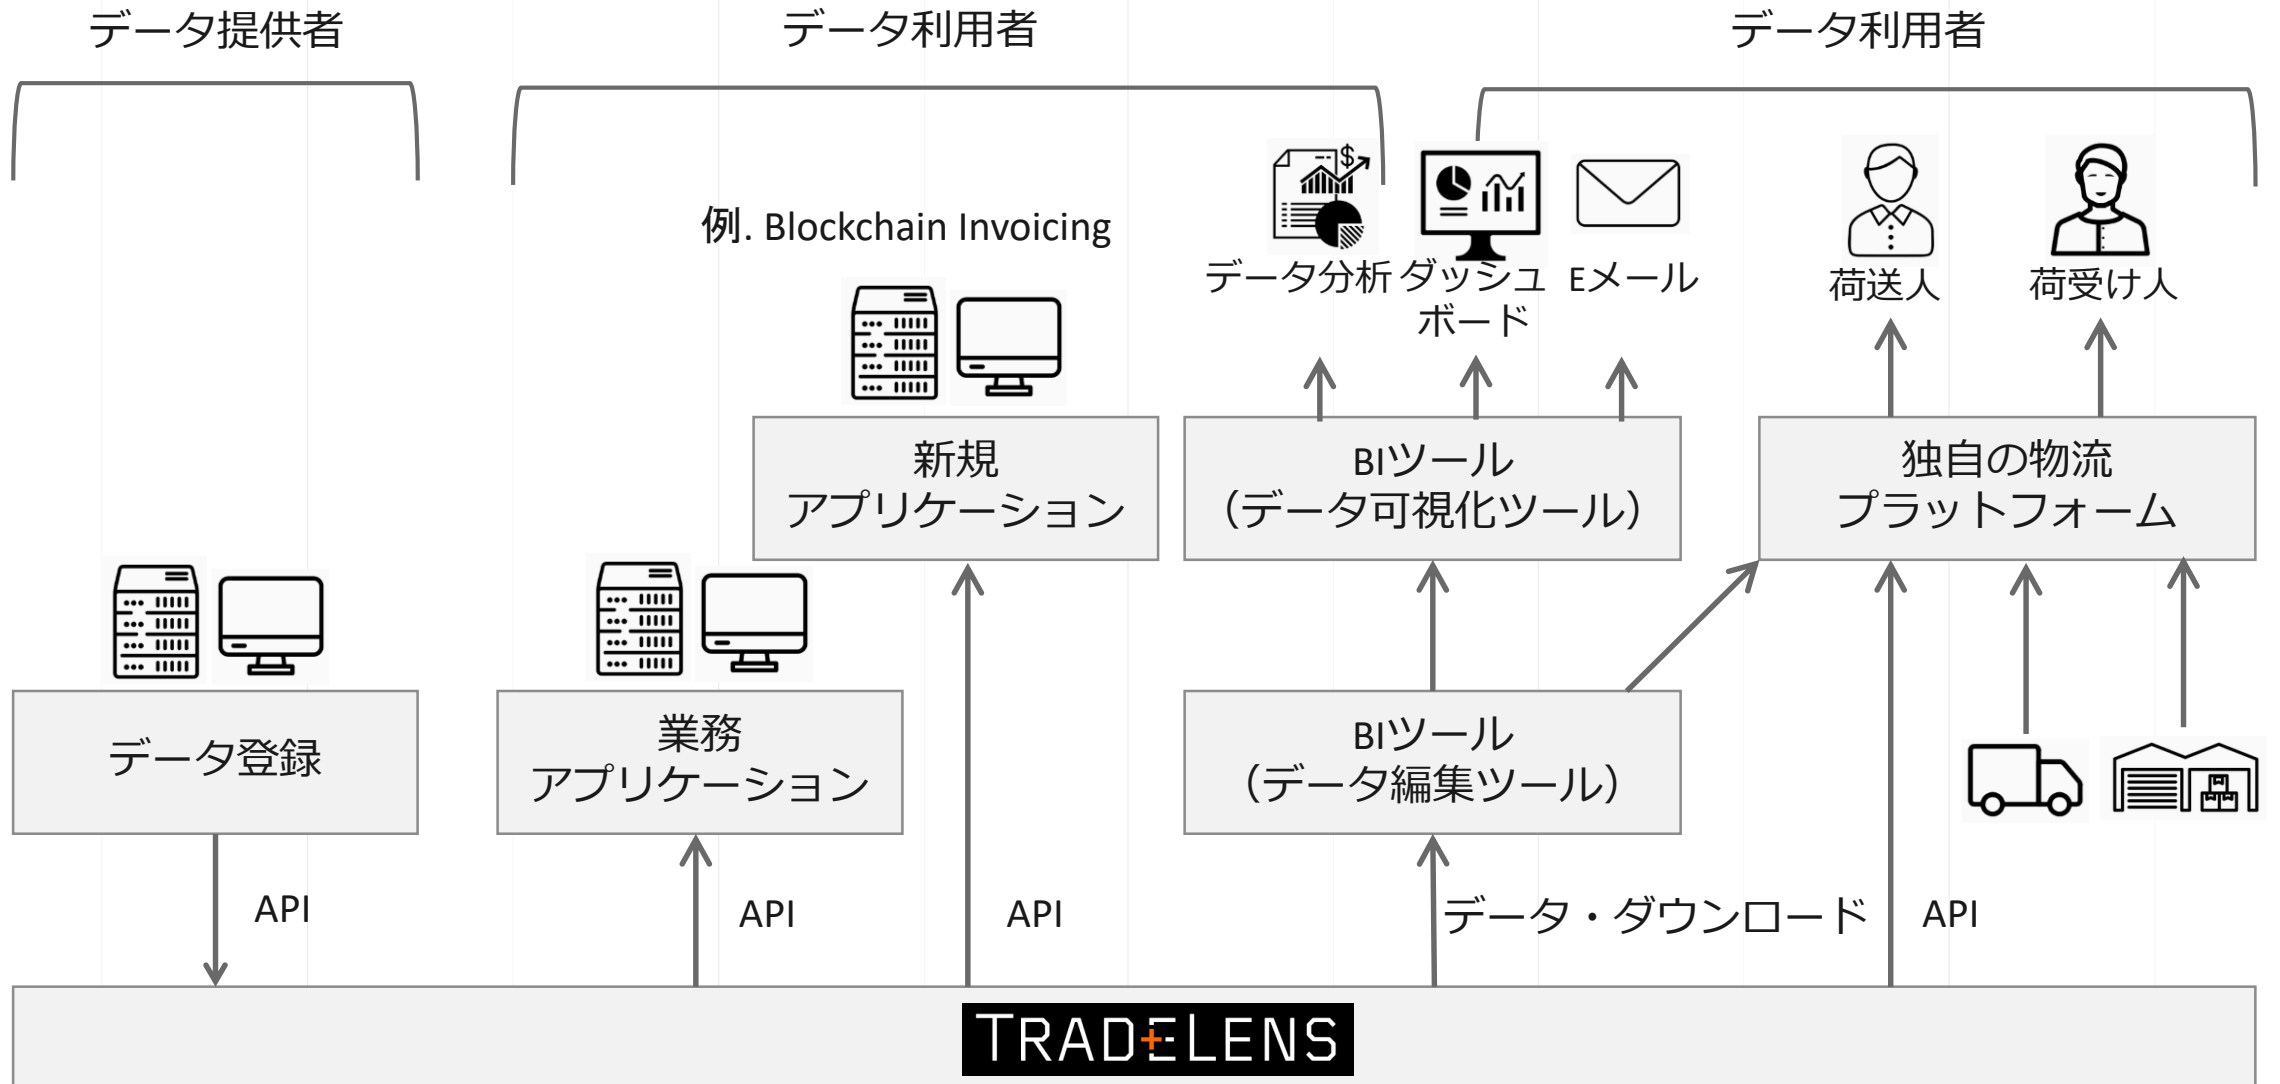 データ提供者
データ利用者
データ利用者
例. Blockchain Invoicing
データ分析
ダッシュ
ボード
Eメール
荷送人
荷受け人
新規
アプリケーション
BIツール
（データ可視化ツール）
独自の物流
プラットフォーム
データ登録
業務
アプリケーション
BIツール
（データ編集ツール）
API
API
API
データ・ダウンロード
API
TRADELENS